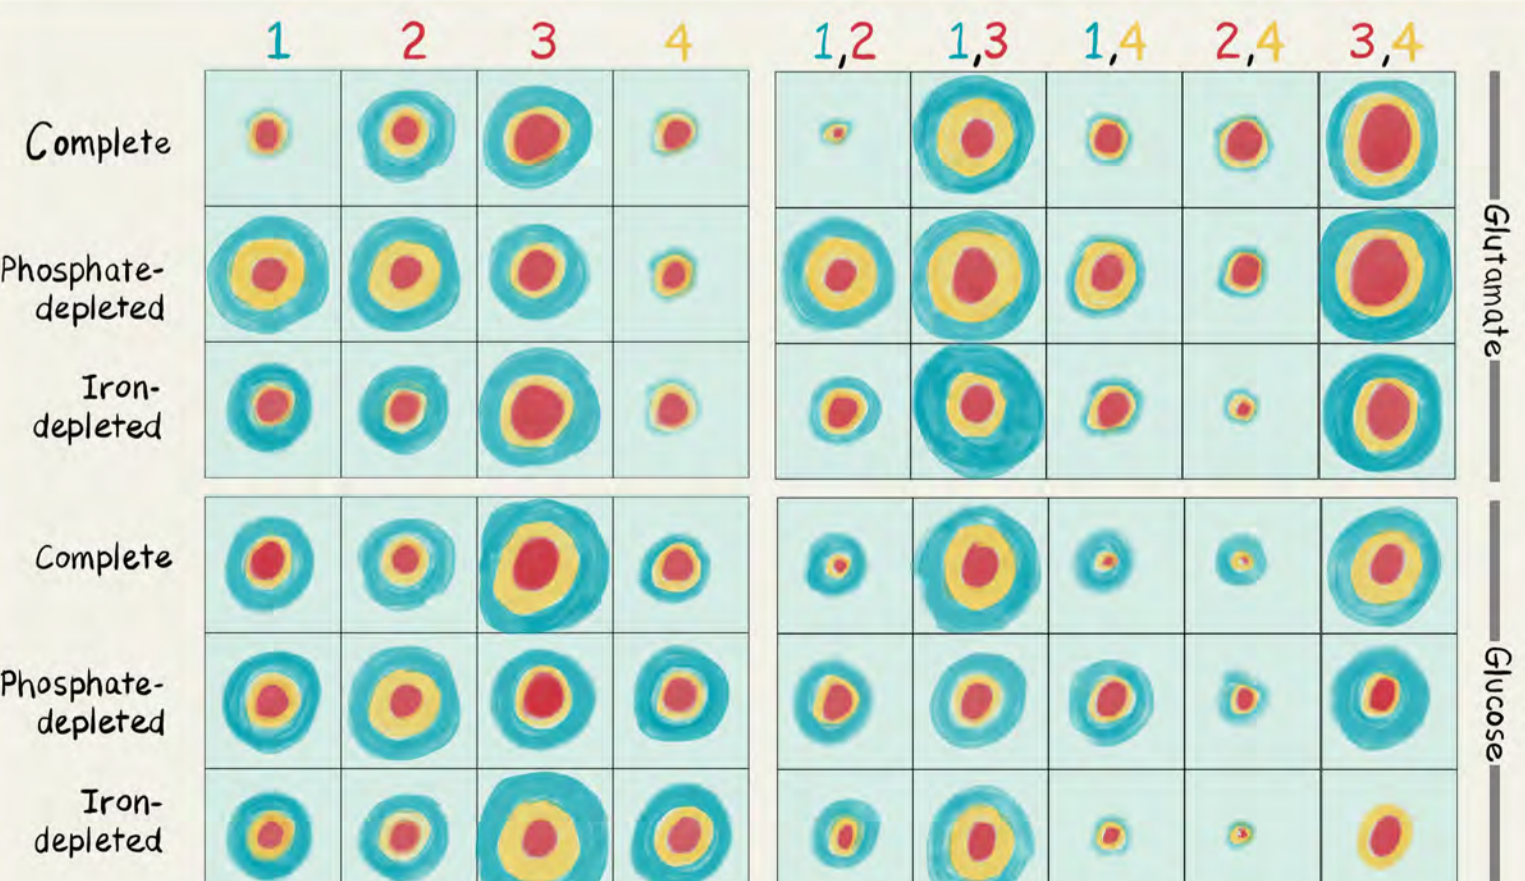 1 2 3 4 1,2 1,3 1,4 2,4 3,4
Complete
Phosphate-
depleted
Iron-
depleted
Glutamate
Complete
Phosphate-
depleted
Iron-
depleted
Glucose